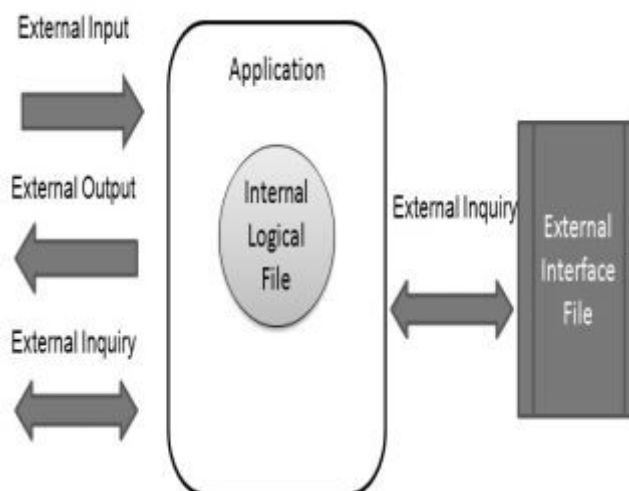 External Input
Application
External Output
Internal
Logical
File
External Inquiry
External Inquiry
External
Interface
File